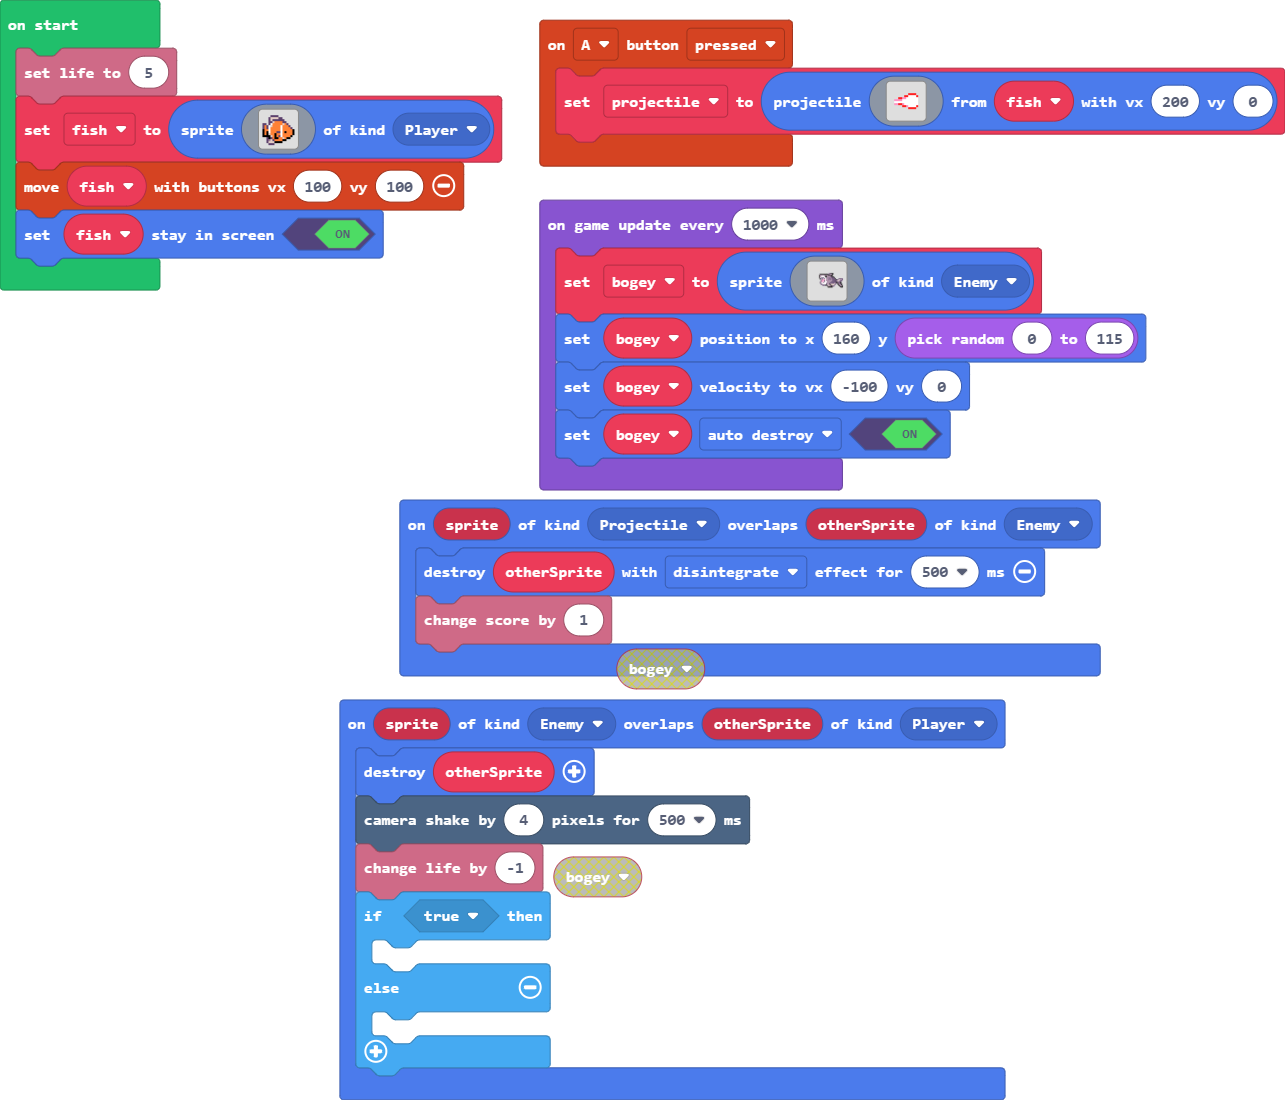 on start
set life to 5
set fish to sprite of kind Player
move fish with buttons vx 100 vy 100
set fish stay in screen ON
on A button pressed
set projectile to projectile from fish with vx 200 vy 0
on game update every 1000 ms
set bogey to sprite of kind Enemy
set bogey position to x 160 y pick random 0 to 115
set bogey velocity to vx -100 vy 0
set bogey auto destroy ON
on sprite of kind Projectile overlaps otherSprite of kind Enemy
destroy otherSprite with disintegrate effect for 500 ms
change score by 1
bogey
on sprite of kind Enemy overlaps otherSprite of kind Player
destroy otherSprite
camera shake by 4 pixels for 500 ms
change life by -1
bogey
if true then
else